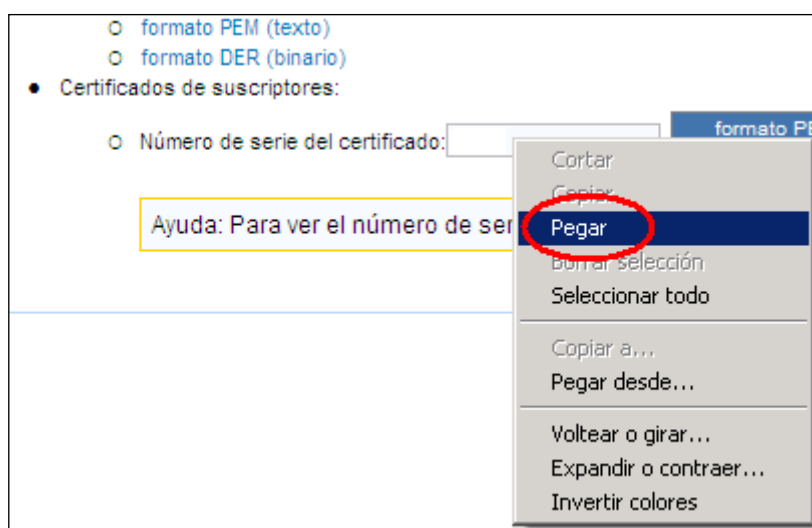 formato PEM (texto)
formato DER (binario)
Certificados de suscriptores:
Número de serie del certificado:
formato PE
Ayuda: Para ver el número de ser
Cortar
Copiar
Pegar
Borrar selección
Seleccionar todo
Copiar a...
Pegar desde...
Voltear o girar...
Expandir o contraer...
Invertir colores